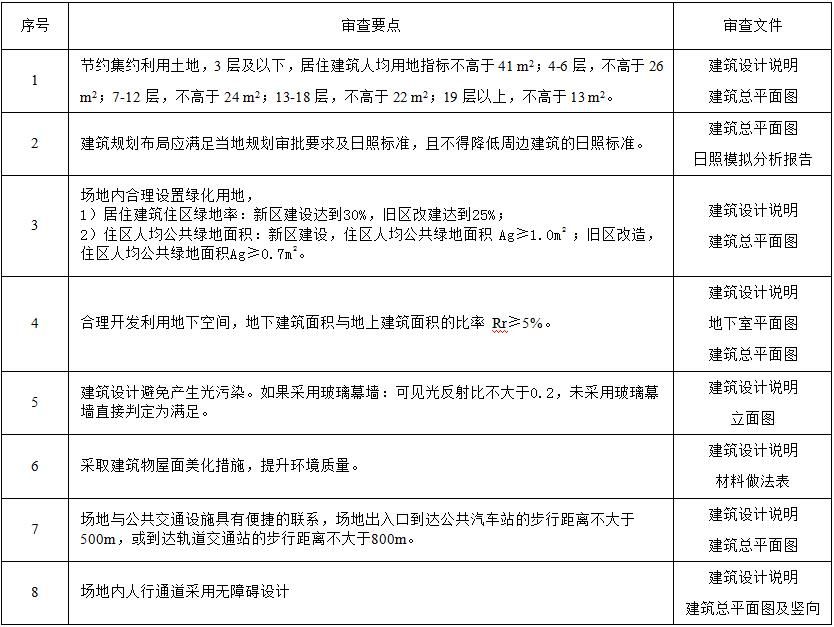 序号 审查要点 审查文件
1 节约集约利用土地，3 层及以下，居住建筑人均用地指标不高于 41 m²；4-6 层，不高于 26
m²；7-12 层，不高于 24 m²；13-18 层，不高于 22 m²；19 层以上，不高于 13 m²。
建筑设计说明
建筑总平面图
2 建筑规划布局应满足当地规划审批要求及日照标准，且不得降低周边建筑的日照标准。
建筑总平面图
日照模拟分析报告
3 场地内合理设置绿化用地，
1）居住建筑住区绿地率：新区建设达到30%，旧区改建达到25%；
2）住区人均公共绿地面积：新区建设，住区人均公共绿地面积 Ag≥1.0m²；旧区改造，
住区人均公共绿地面积Ag≥0.7m²。
建筑设计说明
建筑总平面图
4 合理开发利用地下空间，地下建筑面积与地上建筑面积的比率 Rr≥5%。
建筑设计说明
地下室平面图
建筑总平面图
5 建筑设计避免产生光污染。如果采用玻璃幕墙：可见光反射比不大于0.2，未采用玻璃幕
墙直接判定为满足。
建筑设计说明
立面图
6 采取建筑物屋面美化措施，提升环境质量。
建筑设计说明
材料做法表
7 场地与公共交通设施具有便捷的联系，场地出入口到达公共汽车站的步行距离不大于
500m，或到达轨道交通站的步行距离不大于800m。
建筑设计说明
建筑总平面图
8 场地内人行通道采用无障碍设计
建筑设计说明
建筑总平面图及竖向